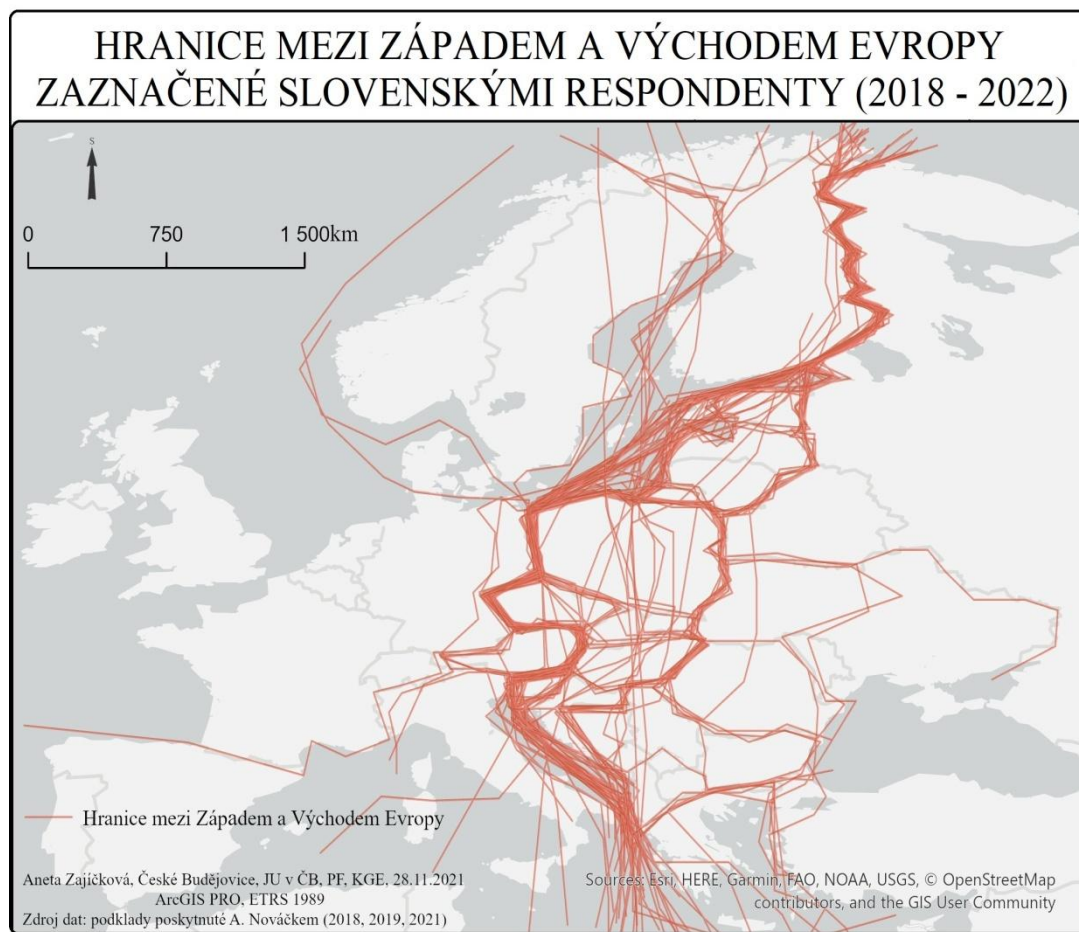 HRANICE MEZI ZÁPADEM A VÝCHODEM EVROPY
ZAZNAČENÉ SLOVENSKÝMI RESPONDENTY (2018 - 2022)
S
0 750 1 500km
Hranice mezi Západem a Východem Evropy
Aneta Zajíčková, České Budějovice, JU v ČB, PF, KGE, 28.11.2021
ArcGIS PRO, ETRS 1989
Zdroj dat: podklady poskytnuté A. Nováčkem (2018, 2019, 2021)
Sources: Esri, HERE, Garmin, FAO, NOAA, USGS, © OpenStreetMap
contributors, and the GIS User Community